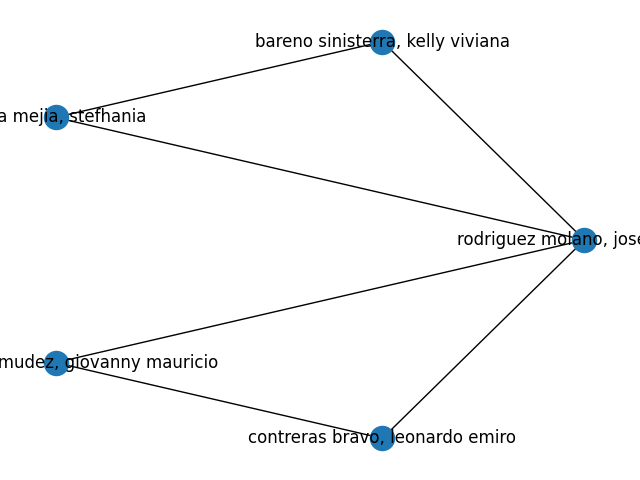 bareno sinisterra, kelly viviana
a mejia, stefhania
rodriguez molano, jose
mudez, giovanny mauricio
contreras bravo, leonardo emiro